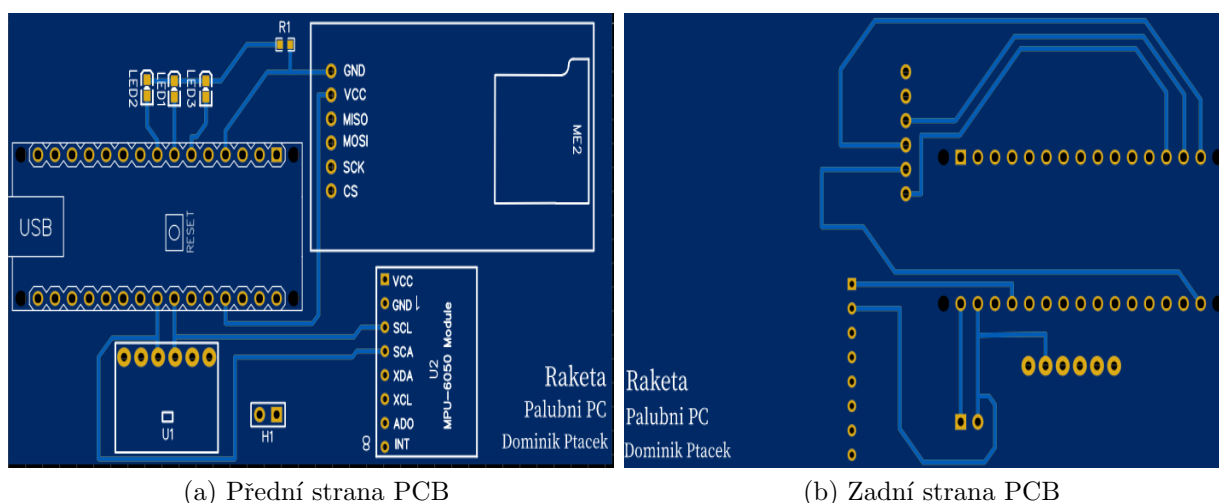 R1
LED2
LED1
LED3
GND
VCC
MISO
MOSI
SCK
CS
ME2
USB
RESET
VCC
GND 1
SCL
SCA
XDA
XCL
ADO
INT
8
U2
MPU-6050 Module
U1
H1
Raketa
Palubni PC
Dominik Ptacek
Raketa
Palubni PC
Dominik Ptacek
(a) Přední strana PCB
(b) Zadní strana PCB